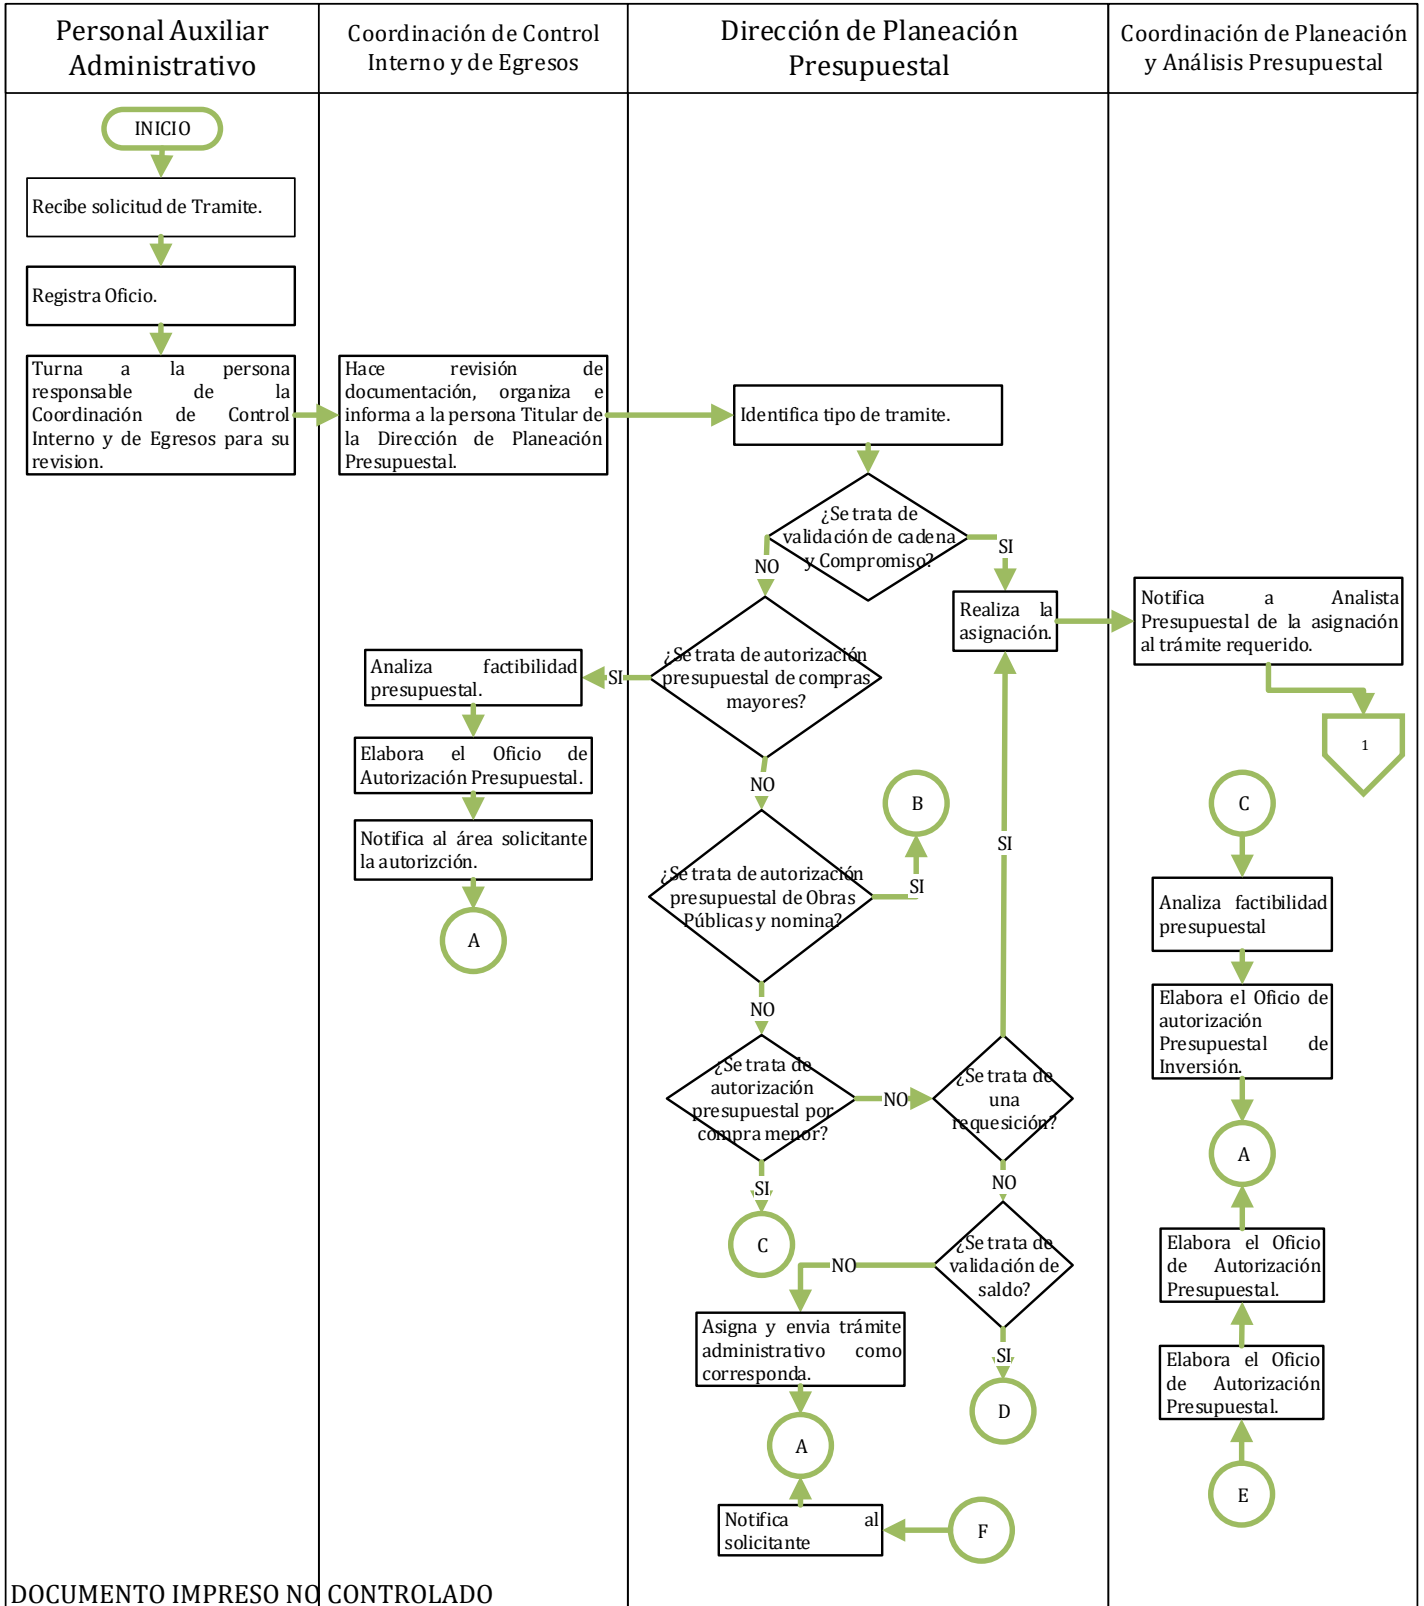 Personal Auxiliar
Administrativo
Coordinación de Control
Interno y de Egresos
Dirección de Planeación
Presupuestal
Coordinación de Planeación
y Análisis Presupuestal
INICIO
Recibe solicitud de Tramite.
Registra Oficio.
Turna a la persona
responsable de la
Coordinación de Control
Interno y de Egresos para su
revision.
Hace revisión de
documentación, organiza e
informa a la persona Titular de
la Dirección de Planeación
Presupuestal.
Identifica tipo de tramite.
¿Se trata de
validación de cadena
y Compromiso?
SI
NO
Realiza la
asignación.
Notifica a Analista
Presupuestal de la asignación
al trámite requerido.
1
¿Se trata de autorización
presupuestal de compras
mayores?
SI
Analiza factibilidad
presupuestal.
Elabora el Oficio de
Autorización Presupuestal.
Notifica al área solicitante
la autorizción.
A
NO
B
SI
¿Se trata de autorización
presupuestal de Obras
Públicas y nomina?
SI
NO
¿Se trata de
autorización
presupuestal por
compra menor?
NO
¿Se trata de
una
requesición?
SI
C
NO
¿Se trata de
validación de
saldo?
NO
SI
D
Asigna y envia trámite
administrativo como
corresponda.
A
Notifica al
solicitante
F
C
Analiza factibilidad
presupuestal
Elabora el Oficio de
autorización
Presupuestal de
Inversión.
A
Elabora el Oficio
de Autorización
Presupuestal.
Elabora el Oficio
de Autorización
Presupuestal.
E
DOCUMENTO IMPRESO NO CONTROLADO